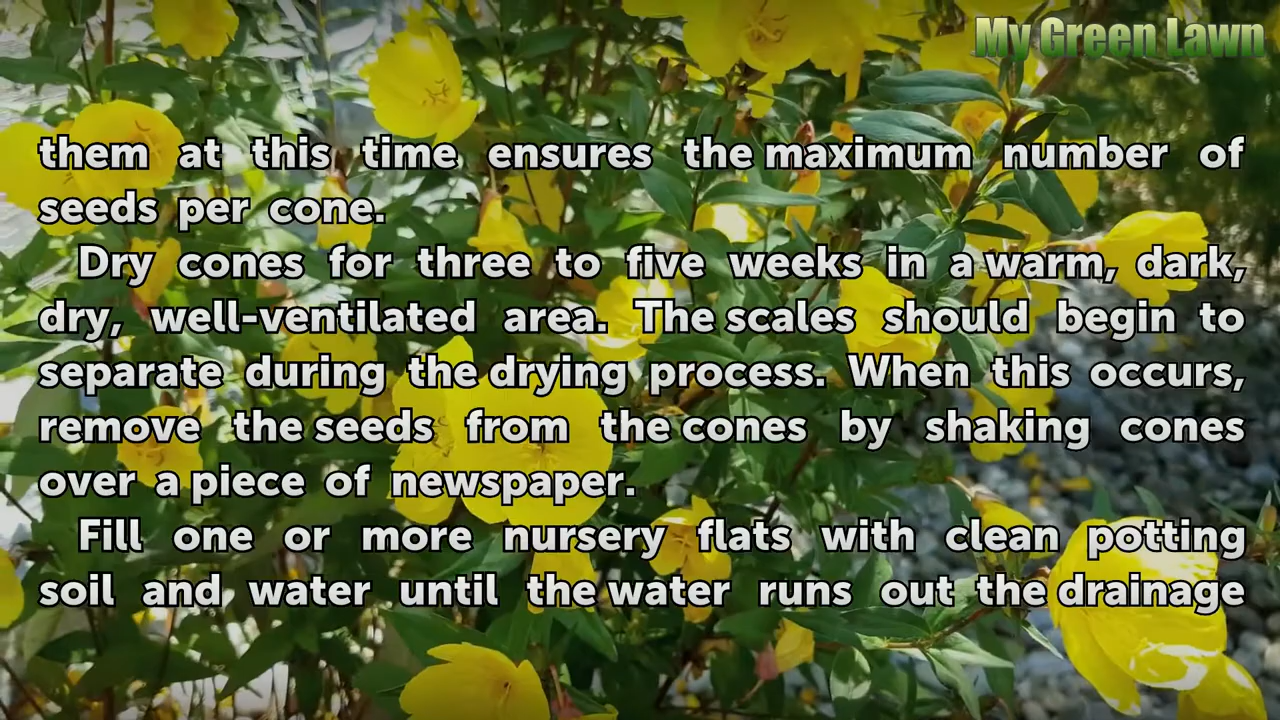 My Green Lawn
them at this time ensures the maximum number of
seeds per cone.
Dry cones for three to five weeks in a warm, dark,
dry, well-ventilated area. The scales should begin to
separate during the drying process. When this occurs,
remove the seeds from the cones by shaking cones
over a piece of newspaper.
Fill one or more nursery flats with clean potting
soil and water until the water runs out the drainage